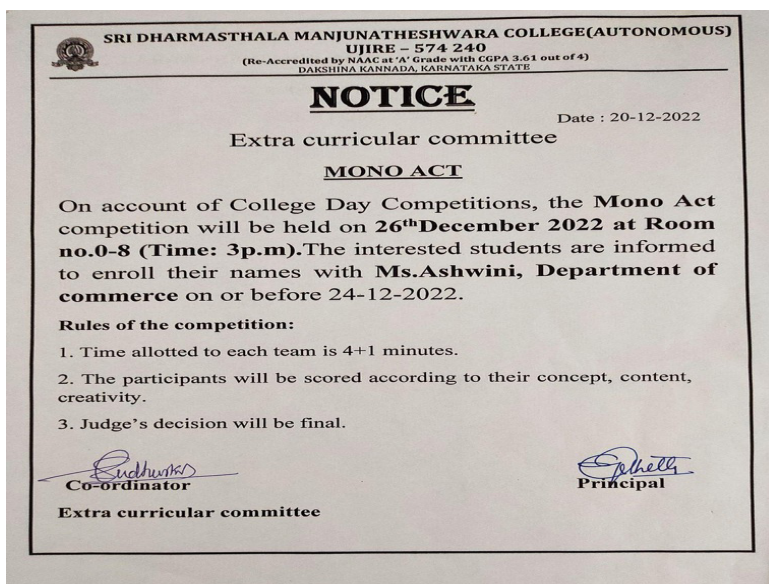 SRI DHARMASTHALA MANJUNATHESHWARA COLLEGE(AUTONOMOUS)
UJIRE – 574 240
(Re-Accredited by NAAC at 'A' Grade with CGPA 3.61 out of 4)
DAKSHINA KANNADA, KARNATAKA STATE
NOTICE
Date : 20-12-2022
Extra curricular committee
MONO ACT
On account of College Day Competitions, the Mono Act
competition will be held on 26thDecember 2022 at Room
no.0-8 (Time: 3p.m).The interested students are informed
to enroll their names with Ms.Ashwini, Department of
commerce on or before 24-12-2022.
Rules of the competition:
1. Time allotted to each team is 4+1 minutes.
2. The participants will be scored according to their concept, content,
creativity.
3. Judge's decision will be final.
Co-ordinator
Principal
Extra curricular committee